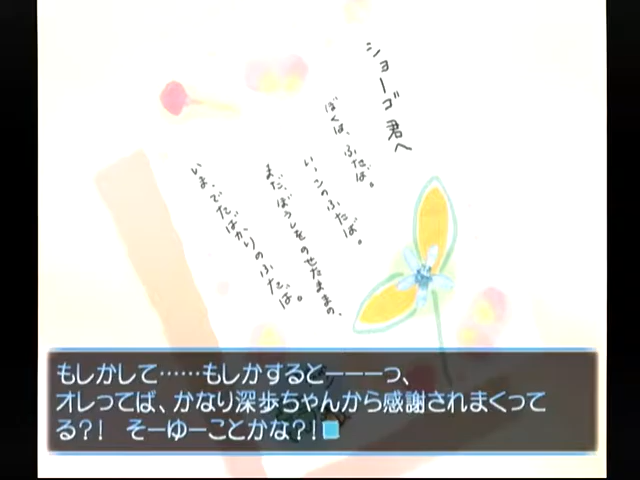 ショーゴ君へ
ぼくは、ふたば。
いーンのふたば。
まだ、ぼうしをのせたままの、
いま、でたばかりのふたば。
もしかして……もしかするとーーーっ、
オレってば、かなり深歩ちゃんから感謝されまくって
る?! そーゆーことかな?!